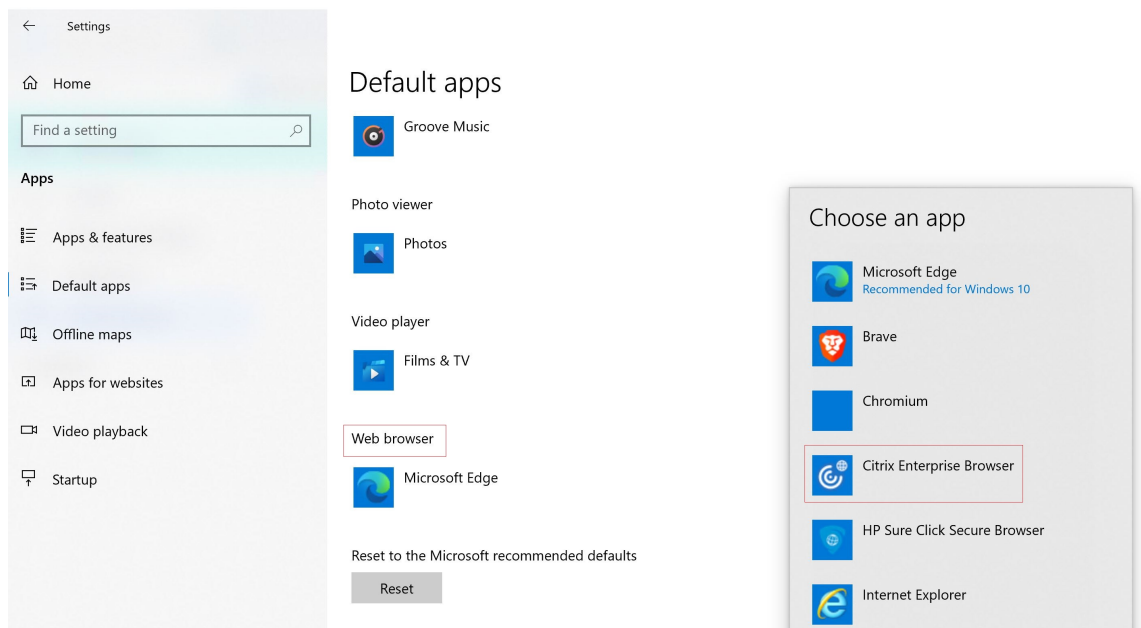 Settings
Home
Find a setting
Apps
Apps & features
Default apps
Offline maps
Apps for websites
Video playback
Startup
Default apps
Groove Music
Photo viewer
Photos
Video player
Films & TV
Web browser
Microsoft Edge
Reset to the Microsoft recommended defaults
Reset
Choose an app
Microsoft Edge
Recommended for Windows 10
Brave
Chromium
Citrix Enterprise Browser
HP Sure Click Secure Browser
Internet Explorer